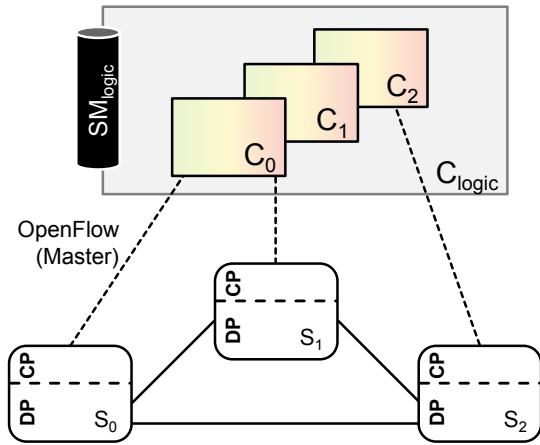 SMlogic
C2
C1
C0
Clogic
OpenFlow
(Master)
CP
DP
S1
CP
DP
S0
CP
DP
S2